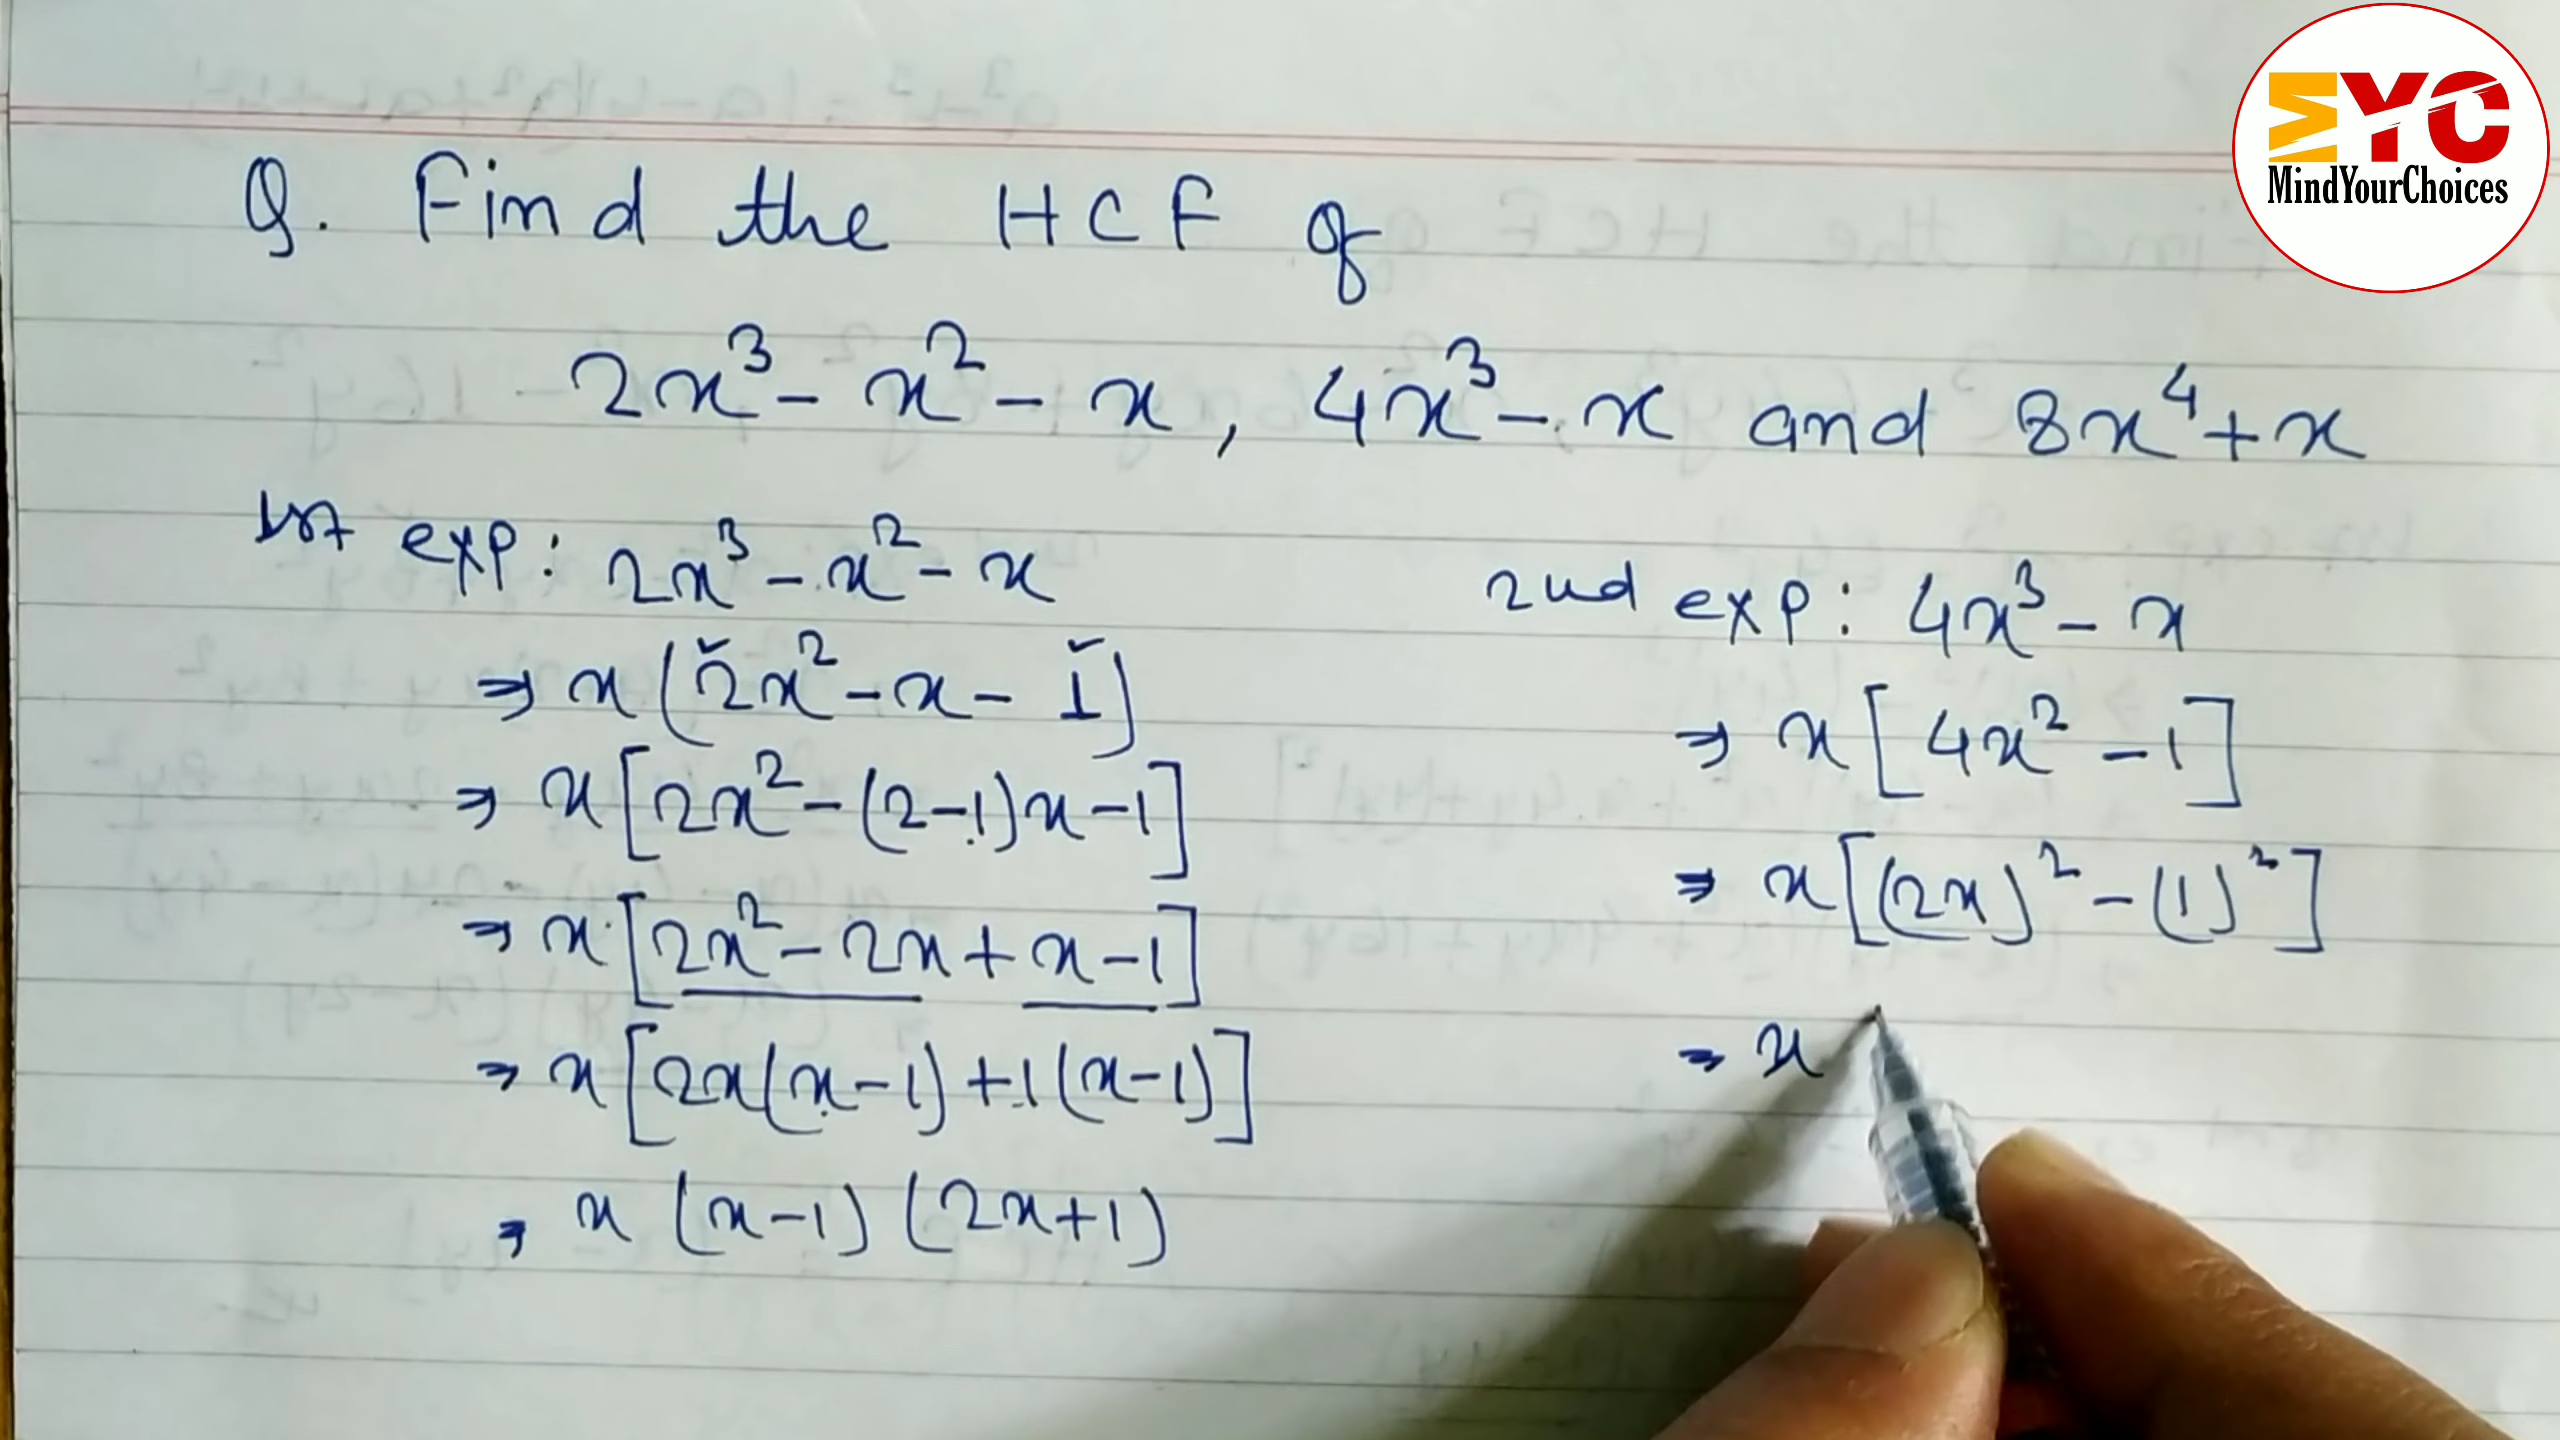 MYC
MindYourChoices
Q. Find the HCF of
2x³ - x² - x , 4x³ - x and 8x⁴ + x
1st exp : 2x³ - x² - x
⇒ x (2x² - x - 1)
⇒ x [2x² - (2-1)x - 1]
⇒ x [2x² - 2x + x - 1]
⇒ x [2x(x-1) + 1(x-1)]
⇒ x (x-1) (2x+1)
2nd exp : 4x³ - x
⇒ x [4x² - 1]
⇒ x [(2x)² - (1)²]
⇒ x